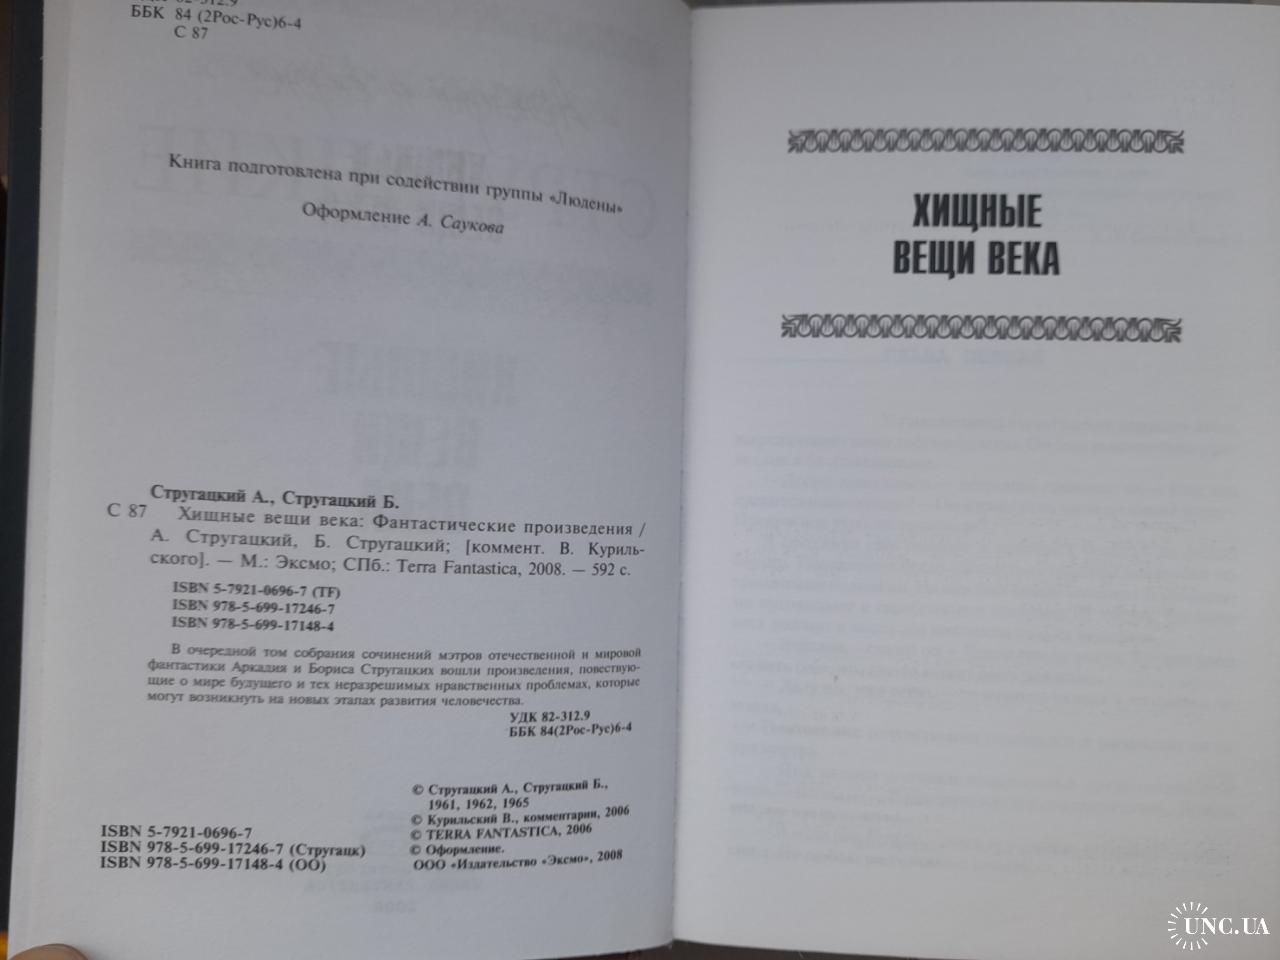 ББК 84 (2Рос-Рус)6-4
С 87
Книга подготовлена при содействии группы «Людены»
Оформление А. Саукова
Стругацкий А., Стругацкий Б.
С 87 Хищные вещи века: Фантастические произведения /
А. Стругацкий, Б. Стругацкий; [коммент. В. Куриль-
ского]. — М.: Эксмо; СПб.: Terra Fantastica, 2008. — 592 с.
ISBN 5-7921-0696-7 (TF)
ISBN 978-5-699-17246-7
ISBN 978-5-699-17148-4
В очередной том собрания сочинений мэтров отечественной и мировой
фантастики Аркадия и Бориса Стругацких вошли произведения, повествую-
щие о мире будущего и тех неразрешимых нравственных проблемах, которые
могут возникнуть на новых этапах развития человечества.
УДК 82-312.9
ББК 84(2Рос-Рус)6-4
© Стругацкий А., Стругацкий Б.,
1961, 1962, 1965
© Курильский В., комментарии, 2006
© TERRA FANTASTICA, 2006
© Оформление.
ООО «Издательство «Эксмо», 2008
ISBN 5-7921-0696-7
ISBN 978-5-699-17246-7 (Стругацк)
ISBN 978-5-699-17148-4 (ОО)
ХИЩНЫЕ
ВЕЩИ ВЕКА
UNC.UA